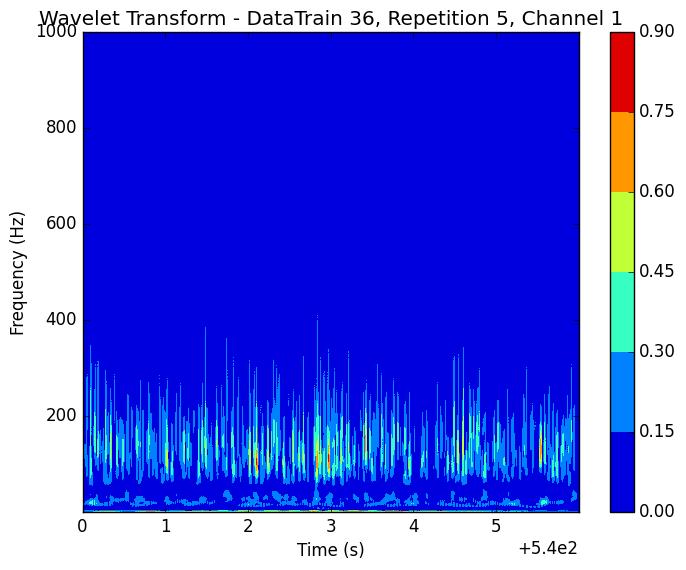 Wavelet Transform - DataTrain 36, Repetition 5, Channel 1
1000
800
600
400
200
Frequency (Hz)
0 1 2 3 4 5
+5.4e2
Time (s)
0.90
0.75
0.60
0.45
0.30
0.15
0.00